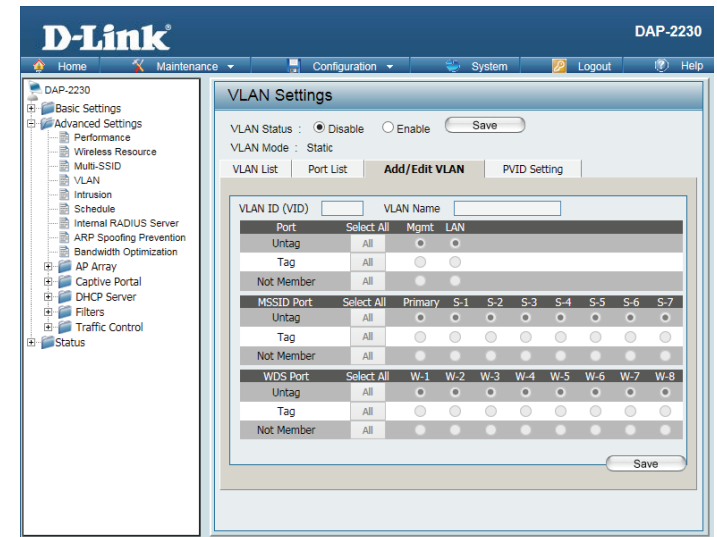 D-Link®
DAP-2230
Home Maintenance Configuration System Logout Help
DAP-2230
Basic Settings
Advanced Settings
Performance
Wireless Resource
Multi-SSID
VLAN
Intrusion
Schedule
Internal RADIUS Server
ARP Spoofing Prevention
Bandwidth Optimization
AP Array
Captive Portal
DHCP Server
Filters
Traffic Control
Status
VLAN Settings
VLAN Status : Disable Enable Save
VLAN Mode : Static
VLAN List Port List Add/Edit VLAN PVID Setting
VLAN ID (VID) VLAN Name
Port Select All Mgmt LAN
Untag All
Tag All
Not Member All
MSSID Port Select All Primary S-1 S-2 S-3 S-4 S-5 S-6 S-7
Untag All
Tag All
Not Member All
WDS Port Select All W-1 W-2 W-3 W-4 W-5 W-6 W-7 W-8
Untag All
Tag All
Not Member All
Save